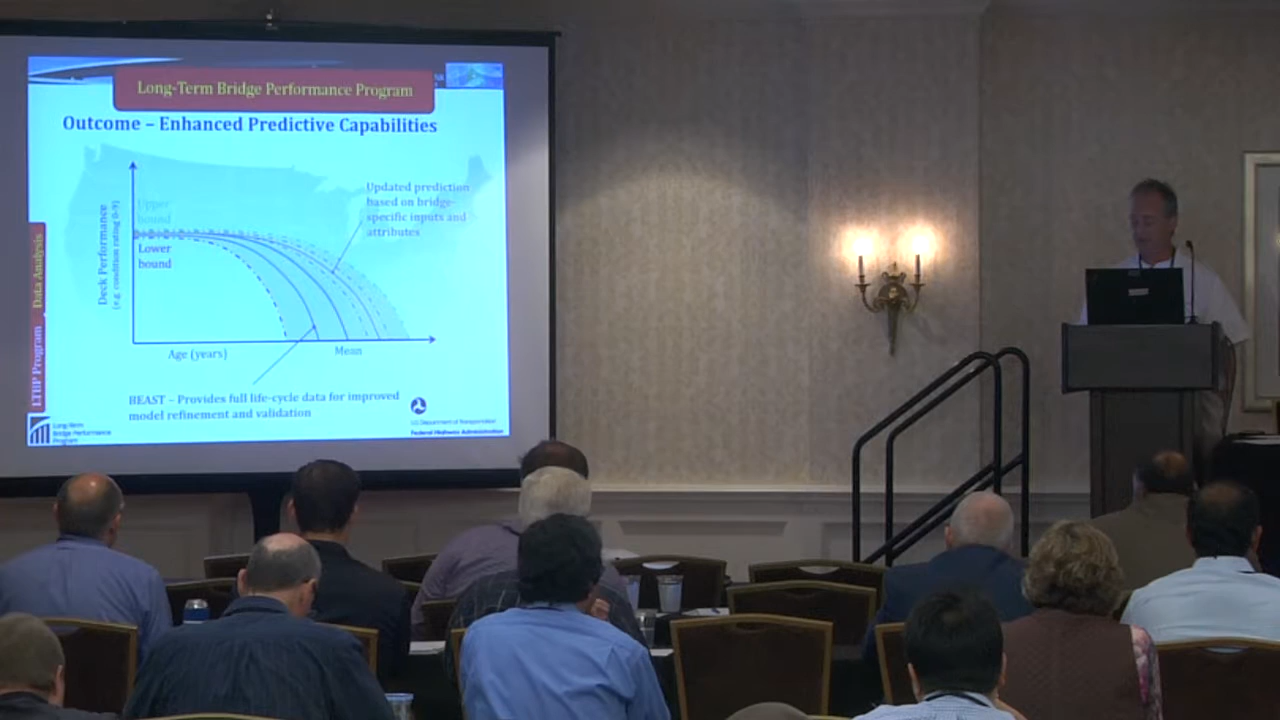 Long-Term Bridge Performance Program
Outcome – Enhanced Predictive Capabilities
Updated prediction
based on bridge-
specific inputs and
attributes
Upper
bound
Lower
bound
Deck Performance
(e.g. condition rating 0-9)
Age (years)
Mean
BEAST – Provides full life-cycle data for improved
model refinement and validation
LTBP Program
Data Analysis
Long-Term
Bridge Performance
Program
U.S. Department of Transportation
Federal Highway Administration